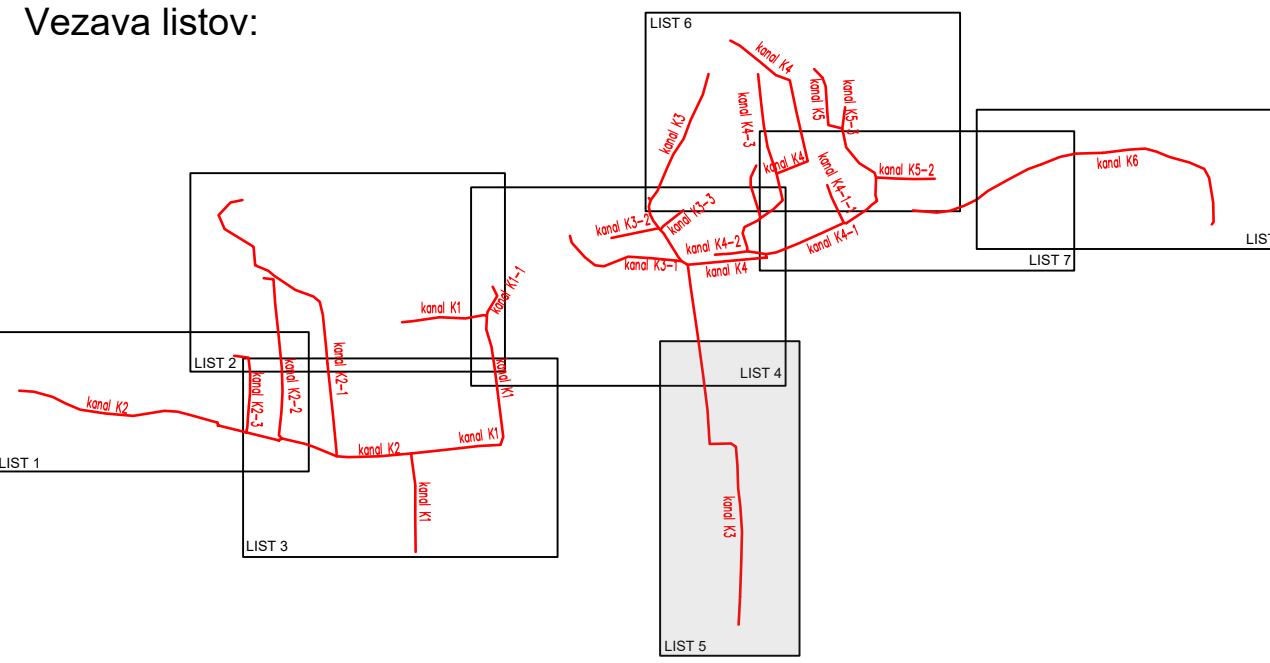 Vezava listov:
LIST 6
kanal K4
kanal K3
kanal K4-3
kanal K5
kanal K5-3
kanal K4
kanal K4-1-1
kanal K5-2
kanal K6
LIST
LIST 7
kanal K3-2
kanal K3-3
kanal K4-2
kanal K4-1
kanal K3-1
kanal K4
kanal K1-1
kanal K1
LIST 2
kanal K2-1
kanal K1
LIST 4
kanal K2-3
kanal K2-2
kanal K2
kanal K2
kanal K1
LIST 1
kanal K1
kanal K3
LIST 3
LIST 5